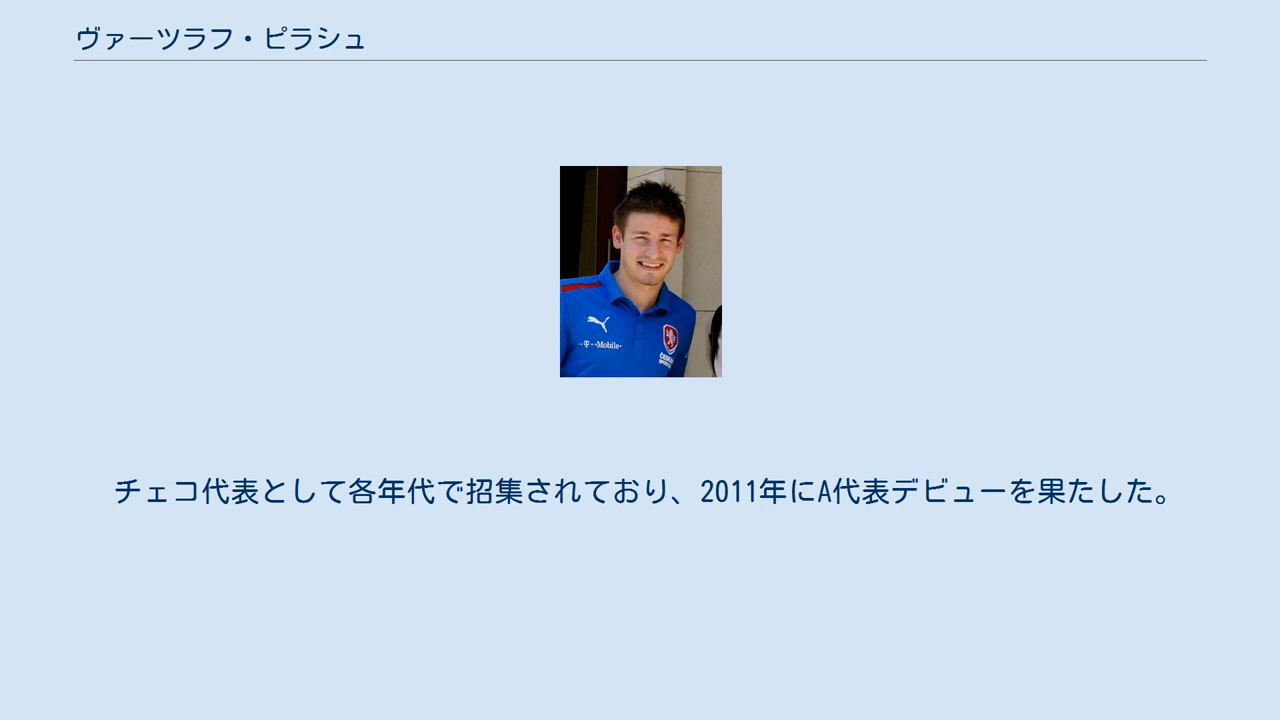 ヴァーツラフ・ピラシュ
T Mobile
チェコ代表として各年代で招集されており、2011年にA代表デビューを果たした。